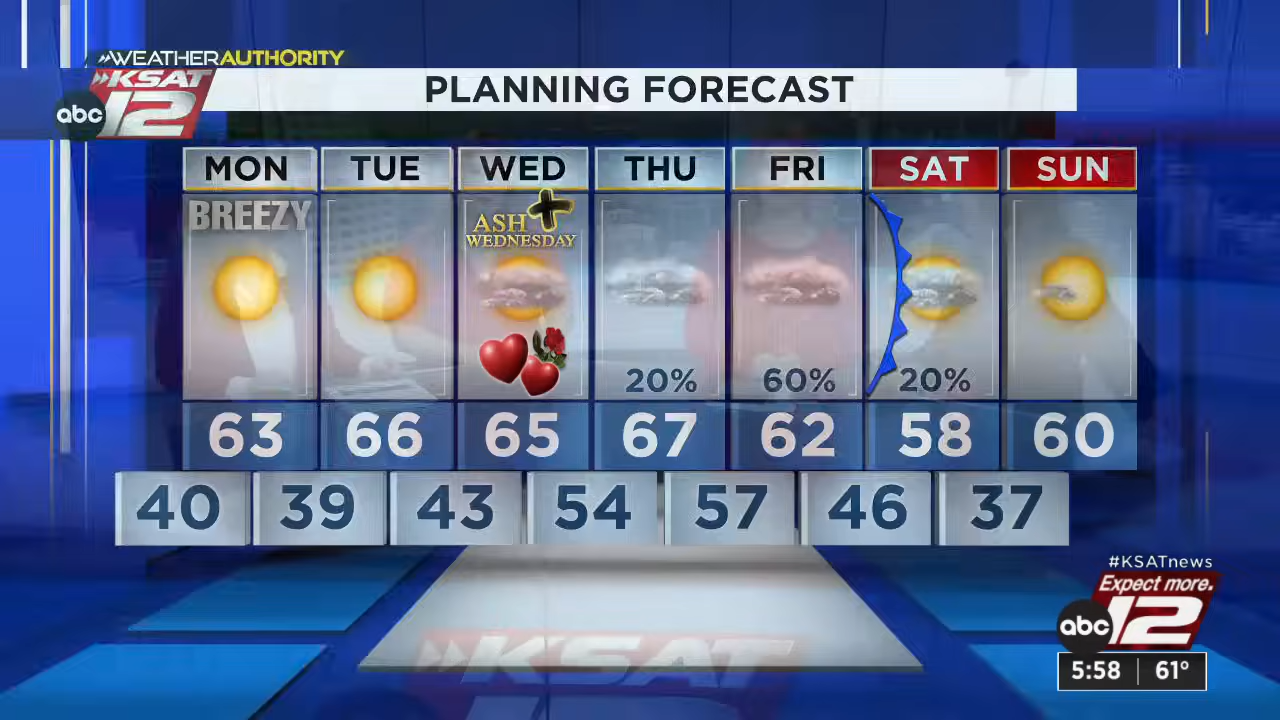 WEATHERAUTHORITY
KSAT
abc 12
PLANNING FORECAST
MON TUE WED THU FRI SAT SUN
BREEZY
ASH
WEDNESDAY
20% 60% 20%
63 66 65 67 62 58 60
40 39 43 54 57 46 37
KSAT
#KSATnews
Expect more.
abc 12
5:58 61°